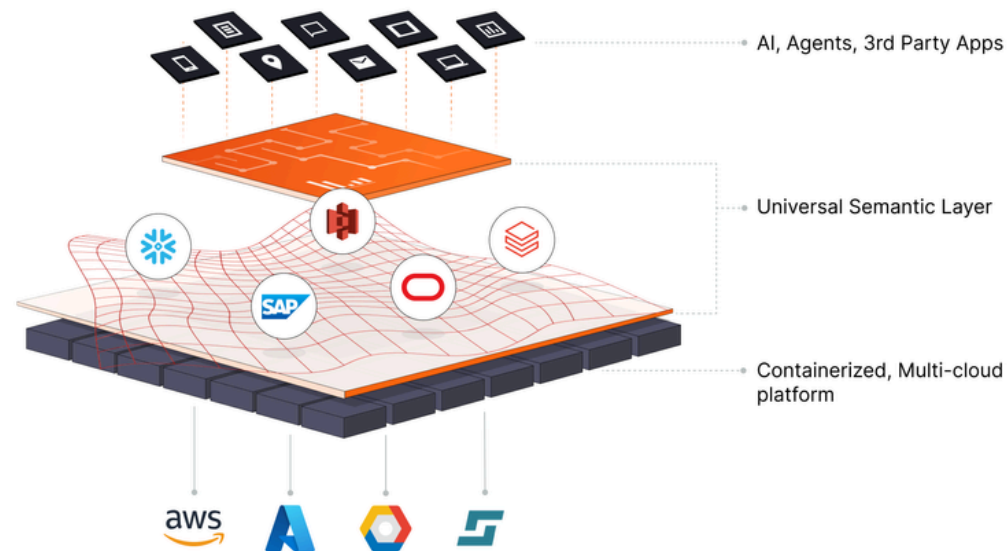 AI, Agents, 3rd Party Apps
Universal Semantic Layer
SAP
Containerized, Multi-cloud
platform
aws